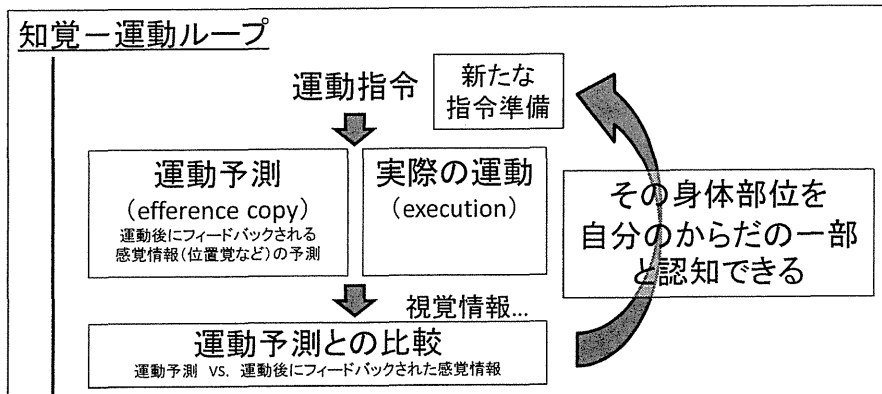 知覚－運動ループ
運動指令
新たな
指令準備
運動予測
(efference copy)
運動後にフィードバックされる
感覚情報(位置覚など)の予測
実際の運動
(execution)
その身体部位を
自分のからだの一部
と認知できる
視覚情報…
運動予測との比較
運動予測 VS. 運動後にフィードバックされた感覚情報